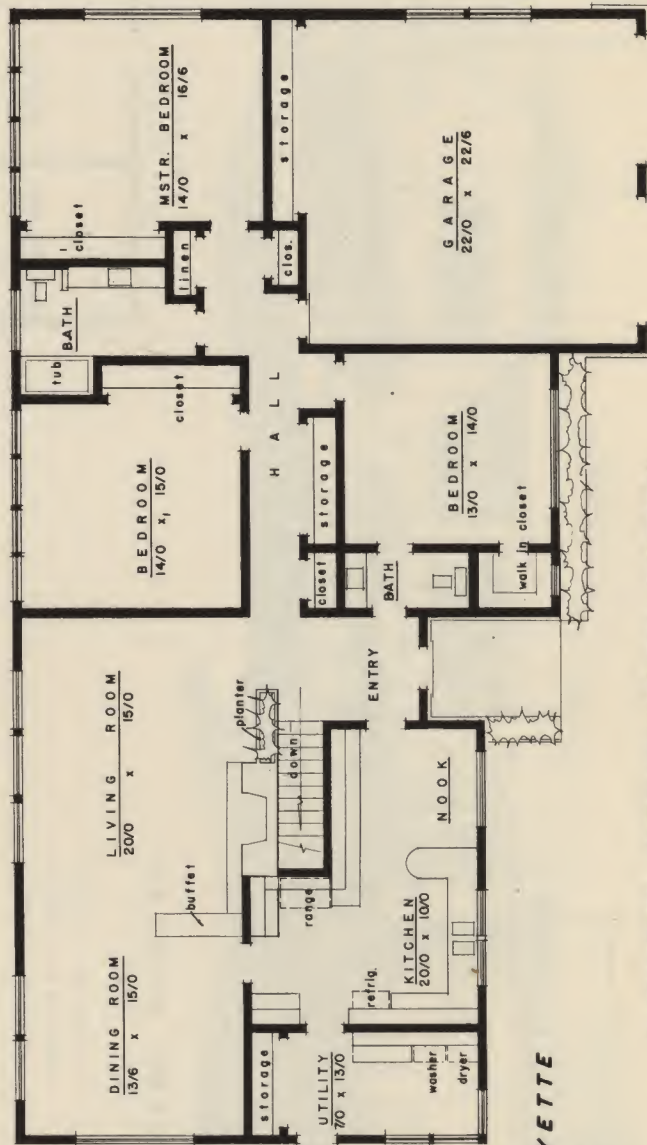 MSTR. BEDROOM
14/0 x 16/6
closet
storage
GARAGE
22/0 x 22/6
linen
clos.
BATH
tub
closet
HALL
BEDROOM
14/0 x 15/0
storage
BEDROOM
13/0 x 14/0
walk in closet
closet
BATH
LIVING ROOM
20/0 x 15/0
planter
ENTRY
down
NOOK
buffet
range
KITCHEN
20/0 x 10/0
refrig.
DINING ROOM
13/6 x 15/0
storage
UTILITY
7/0 x 13/0
washer
dryer
YETTE